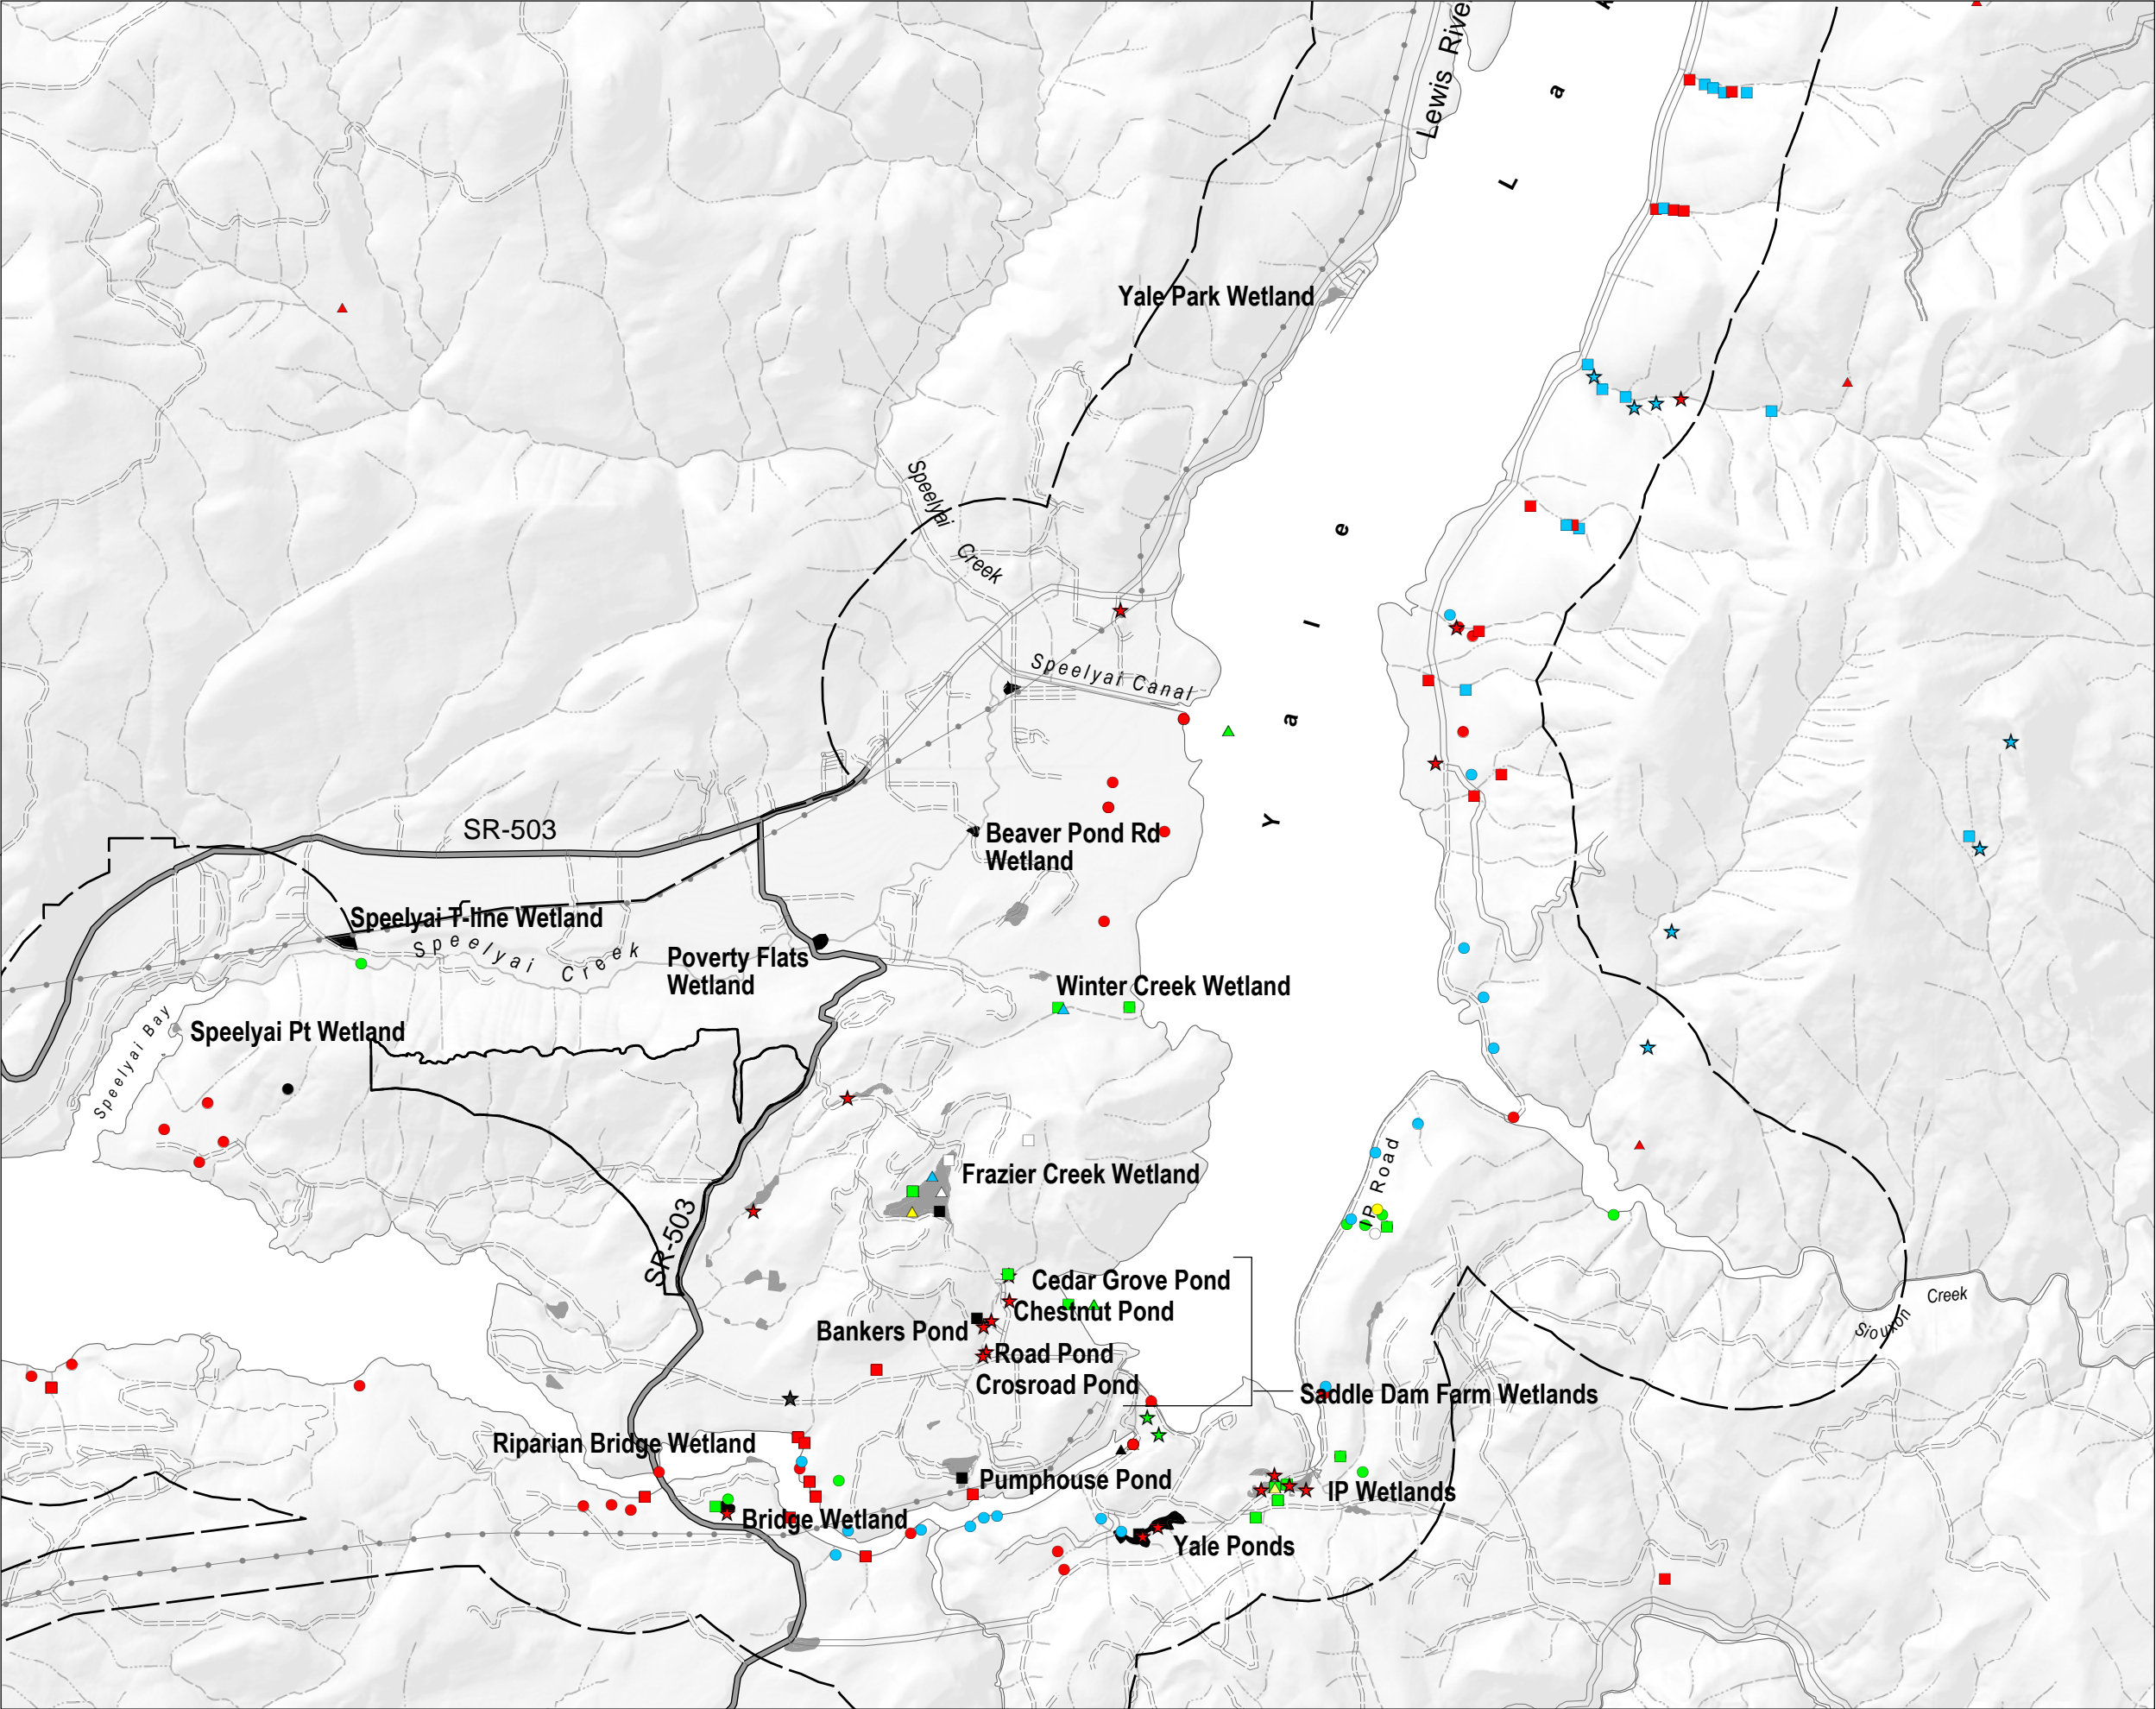 Lewis River
L a k e
Yale Park Wetland
Speelyai
Creek
Y a l e
Speelyai Canal
SR-503
Beaver Pond Rd
Wetland
Speelyai T-line Wetland
Speelyai Creek
Poverty Flats
Wetland
Winter Creek Wetland
Speelyai Bay
Speelyai Pt Wetland
Frazier Creek Wetland
IP Road
SR-503
Cedar Grove Pond
Chestnut Pond
Bankers Pond
Road Pond
Crosroad Pond
Saddle Dam Farm Wetlands
Siouxon
Creek
Riparian Bridge Wetland
Pumphouse Pond
IP Wetlands
Bridge Wetland
Yale Ponds